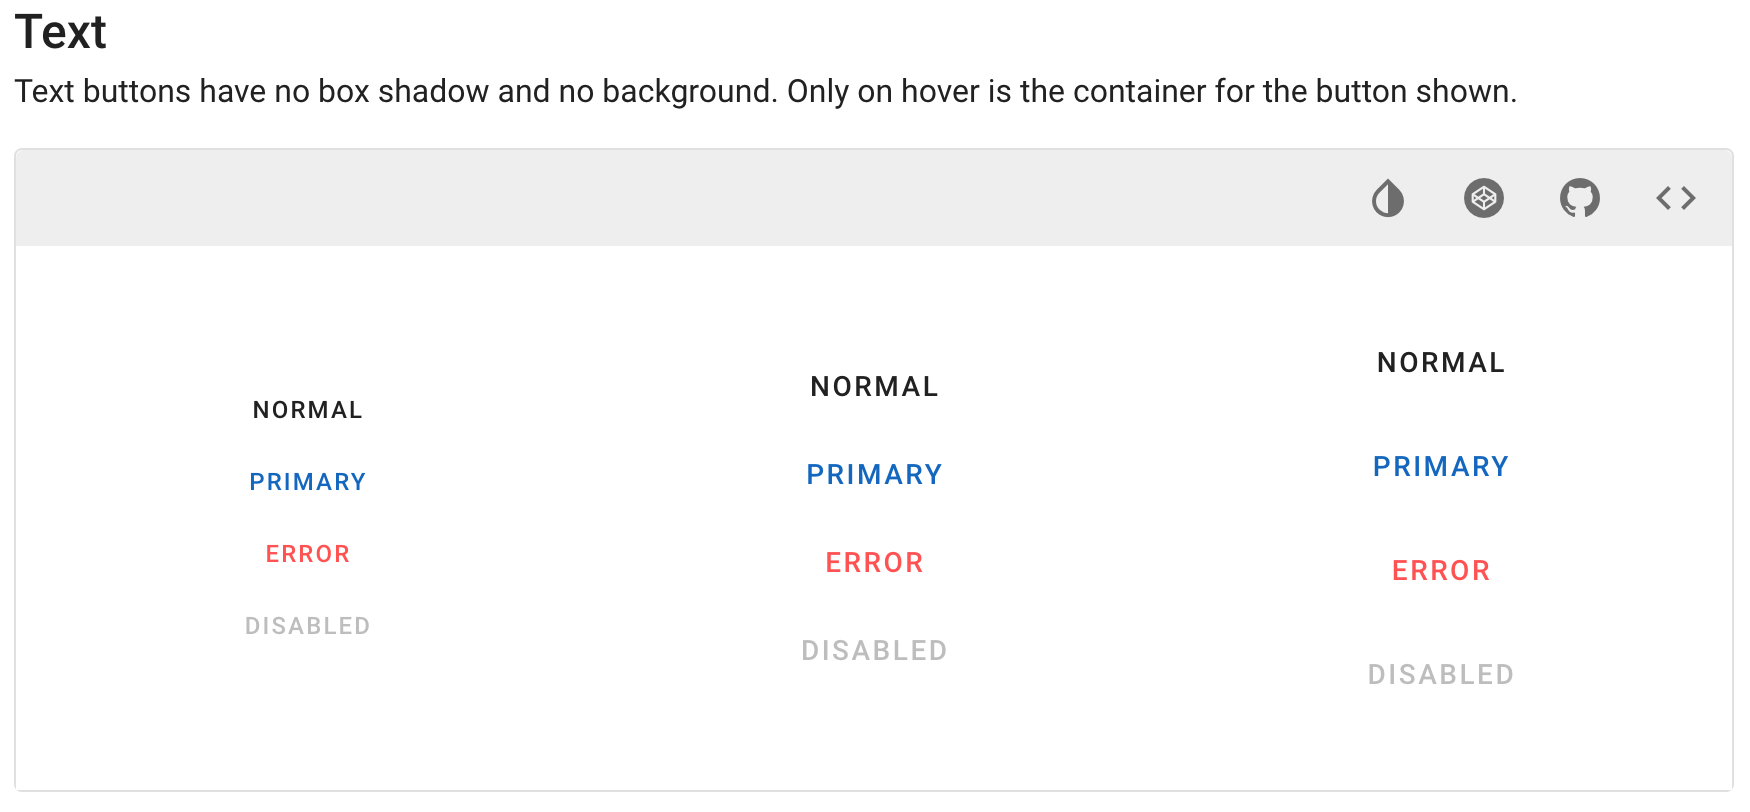 Text
Text buttons have no box shadow and no background. Only on hover is the container for the button shown.
NORMAL
PRIMARY
ERROR
DISABLED
NORMAL
PRIMARY
ERROR
DISABLED
NORMAL
PRIMARY
ERROR
DISABLED